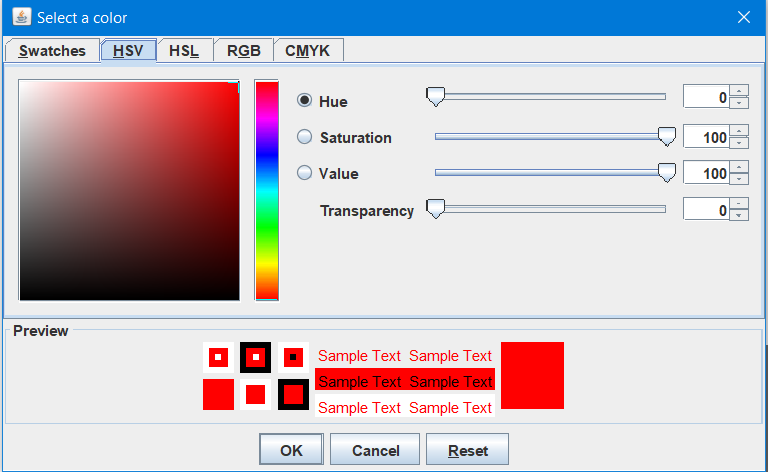 Select a color
Swatches HSV HSL RGB CMYK
Hue 0
Saturation 100
Value 100
Transparency 0
Preview
Sample Text Sample Text
Sample Text Sample Text
Sample Text Sample Text
OK Cancel Reset